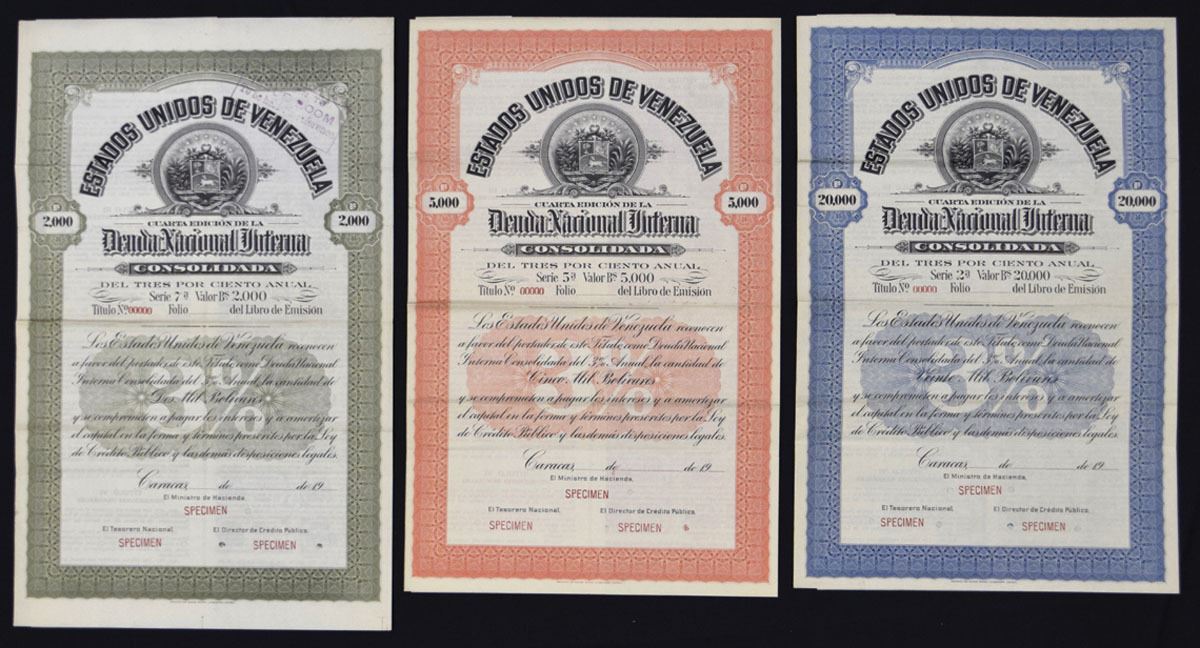 ESTADOS UNIDOS DE VENEZUELA
Bs
2,000
Bs
2,000
CUARTA EDICIÓN DE LA
Deuda Nacional Interna
CONSOLIDADA
DEL TRES POR CIENTO ANUAL
Serie 7ª Valor Bs 2,000
Título Nº 00000 Folio del Libro de Emisión
Los Estados Unidos de Venezuela reconocen
a favor del portador de este Título, como Deuda Nacional
Interna Consolidada del 3% Anual, la cantidad de
Dos Mil Bolívares
y se comprometen a pagar los intereses y a amortizar
el capital en la forma y términos prescritos por la Ley
de Crédito Público y las demás disposiciones legales.
Caracas, de de 19
El Ministro de Hacienda,
SPECIMEN
El Tesorero Nacional, El Director de Crédito Público,
SPECIMEN SPECIMEN
ESTADOS UNIDOS DE VENEZUELA
Bs
5,000
Bs
5,000
CUARTA EDICIÓN DE LA
Deuda Nacional Interna
CONSOLIDADA
DEL TRES POR CIENTO ANUAL
Serie 5ª Valor Bs 5,000
Título Nº 00000 Folio del Libro de Emisión
Los Estados Unidos de Venezuela reconocen
a favor del portador de este Título, como Deuda Nacional
Interna Consolidada del 3% Anual, la cantidad de
Cinco Mil Bolívares
y se comprometen a pagar los intereses y a amortizar
el capital en la forma y términos prescritos por la Ley
de Crédito Público y las demás disposiciones legales.
Caracas, de de 19
El Ministro de Hacienda,
SPECIMEN
El Tesorero Nacional, El Director de Crédito Público,
SPECIMEN SPECIMEN
ESTADOS UNIDOS DE VENEZUELA
Bs
20,000
Bs
20,000
CUARTA EDICIÓN DE LA
Deuda Nacional Interna
CONSOLIDADA
DEL TRES POR CIENTO ANUAL
Serie 2ª Valor Bs 20,000
Título Nº 00000 Folio del Libro de Emisión
Los Estados Unidos de Venezuela reconocen
a favor del portador de este Título, como Deuda Nacional
Interna Consolidada del 3% Anual, la cantidad de
Veinte Mil Bolívares
y se comprometen a pagar los intereses y a amortizar
el capital en la forma y términos prescritos por la Ley
de Crédito Público y las demás disposiciones legales.
Caracas, de de 19
El Ministro de Hacienda,
SPECIMEN
El Tesorero Nacional, El Director de Crédito Público,
SPECIMEN SPECIMEN